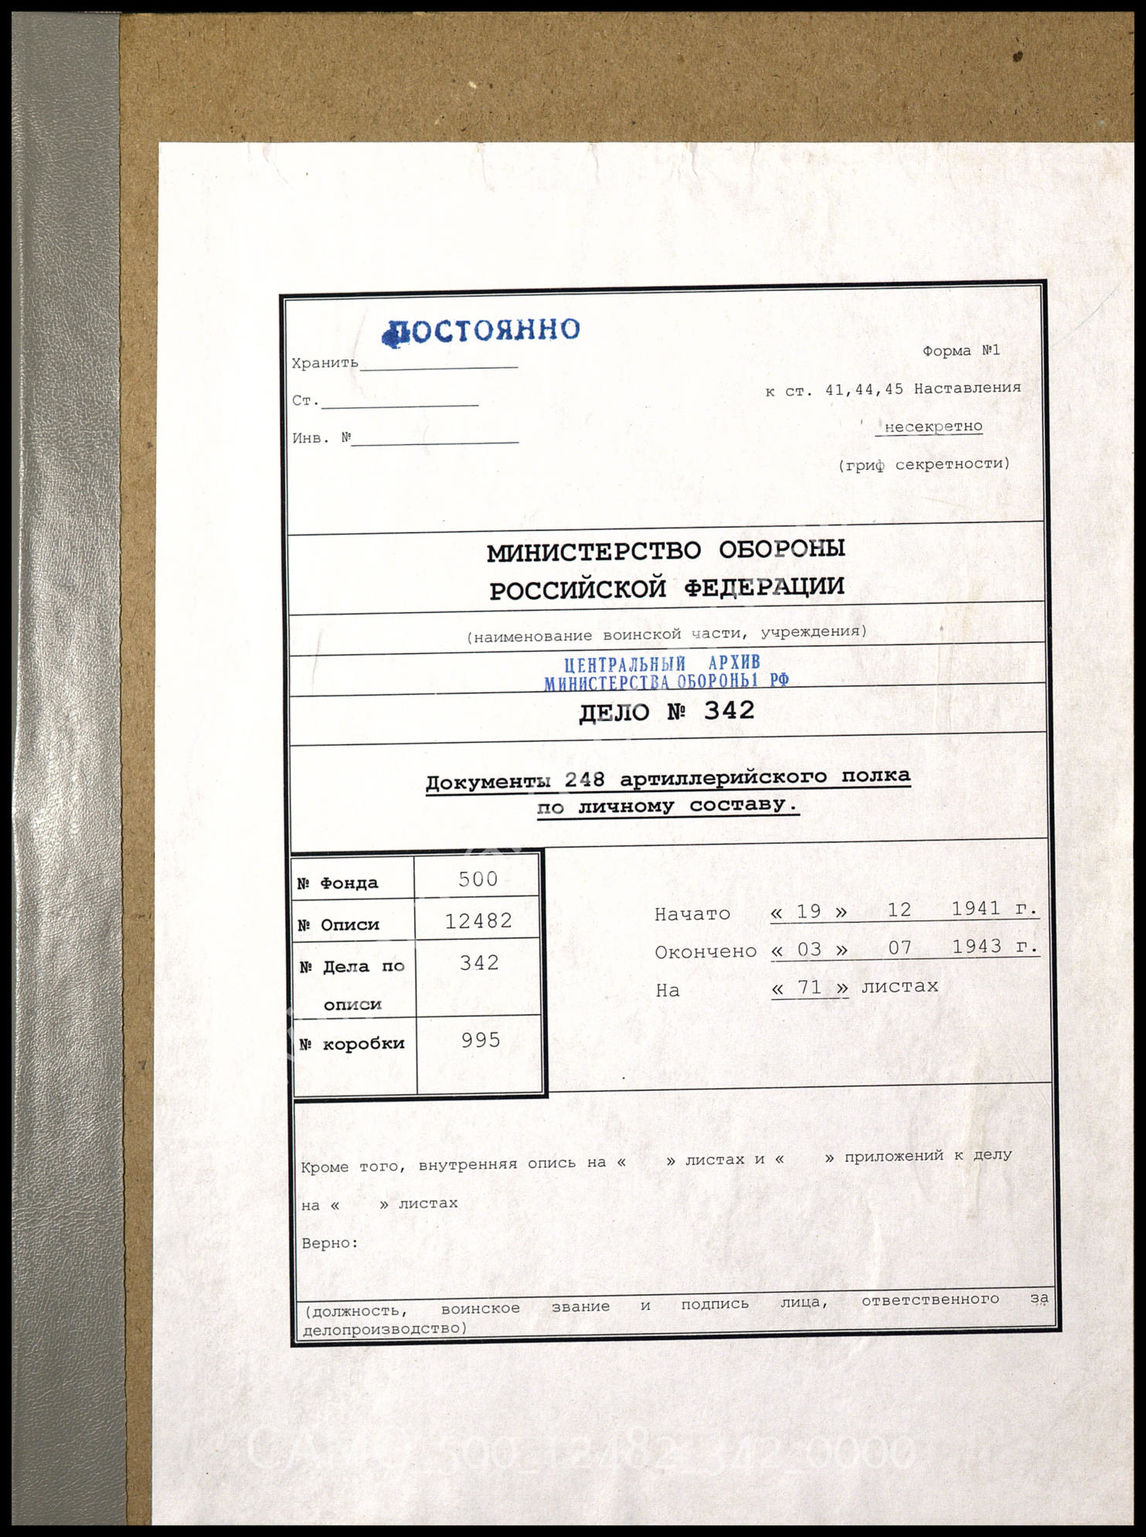 ПОСТОЯННО
Хранить
Форма №1
Ст.
к ст. 41,44,45 Наставления
Инв. №
несекретно
(гриф секретности)
МИНИСТЕРСТВО ОБОРОНЫ
РОССИЙСКОЙ ФЕДЕРАЦИИ
(наименование воинской части, учреждения)
ЦЕНТРАЛЬНЫЙ АРХИВ
МИНИСТЕРСТВА ОБОРОНЫ РФ
ДЕЛО № 342
Документы 248 артиллерийского полка
по личному составу.
№ Фонда 500
№ Описи 12482
№ Дела по 342
описи
№ коробки 995
Начато « 19 » 12 1941 г.
Окончено « 03 » 07 1943 г.
На « 71 » листах
Кроме того, внутренняя опись на « » листах и « » приложений к делу
на « » листах
Верно:
(должность, воинское звание и подпись лица, ответственного за
делопроизводство)
CAMO_500_12482_342_0000